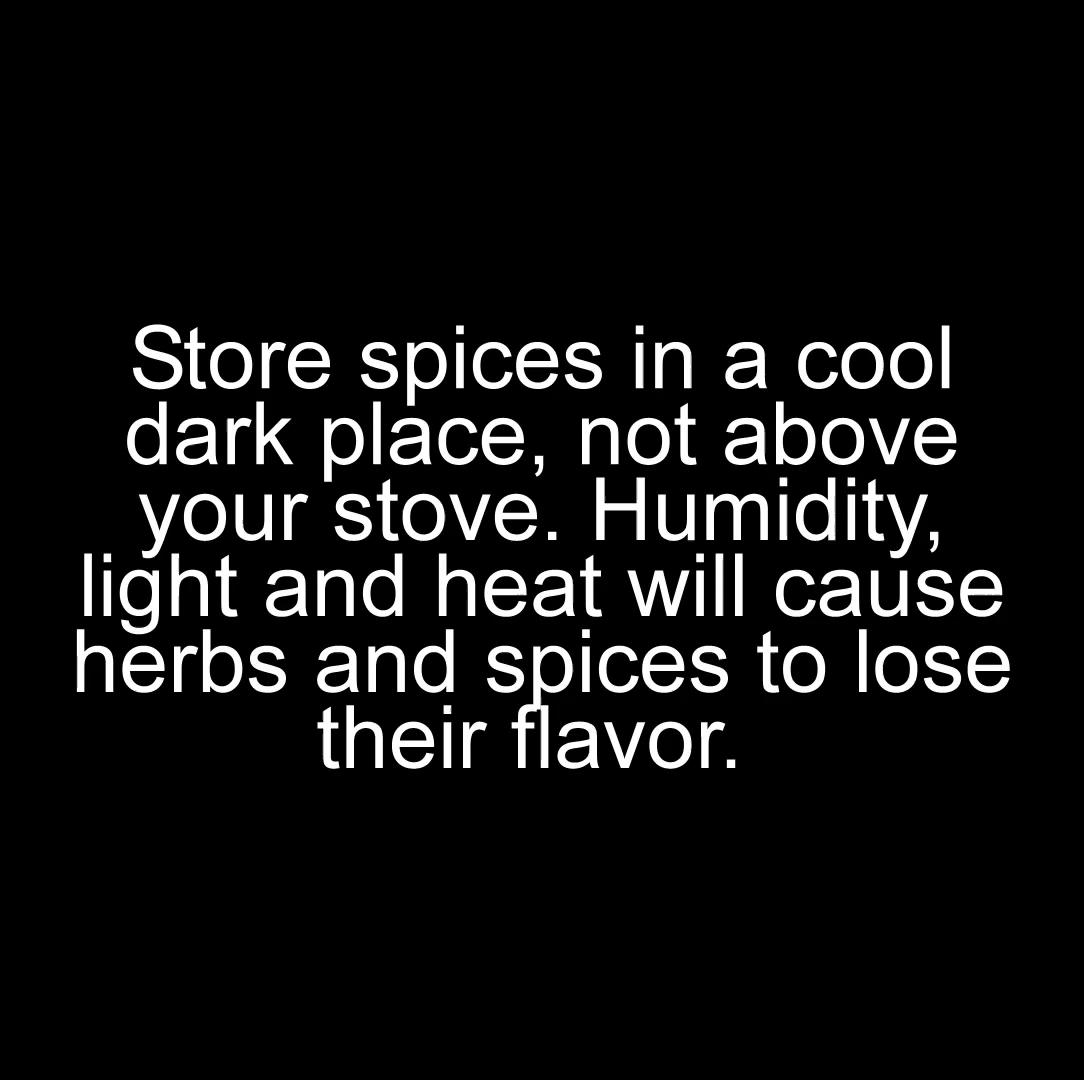 Store spices in a cool
dark place, not above
your stove. Humidity,
light and heat will cause
herbs and spices to lose
their flavor.